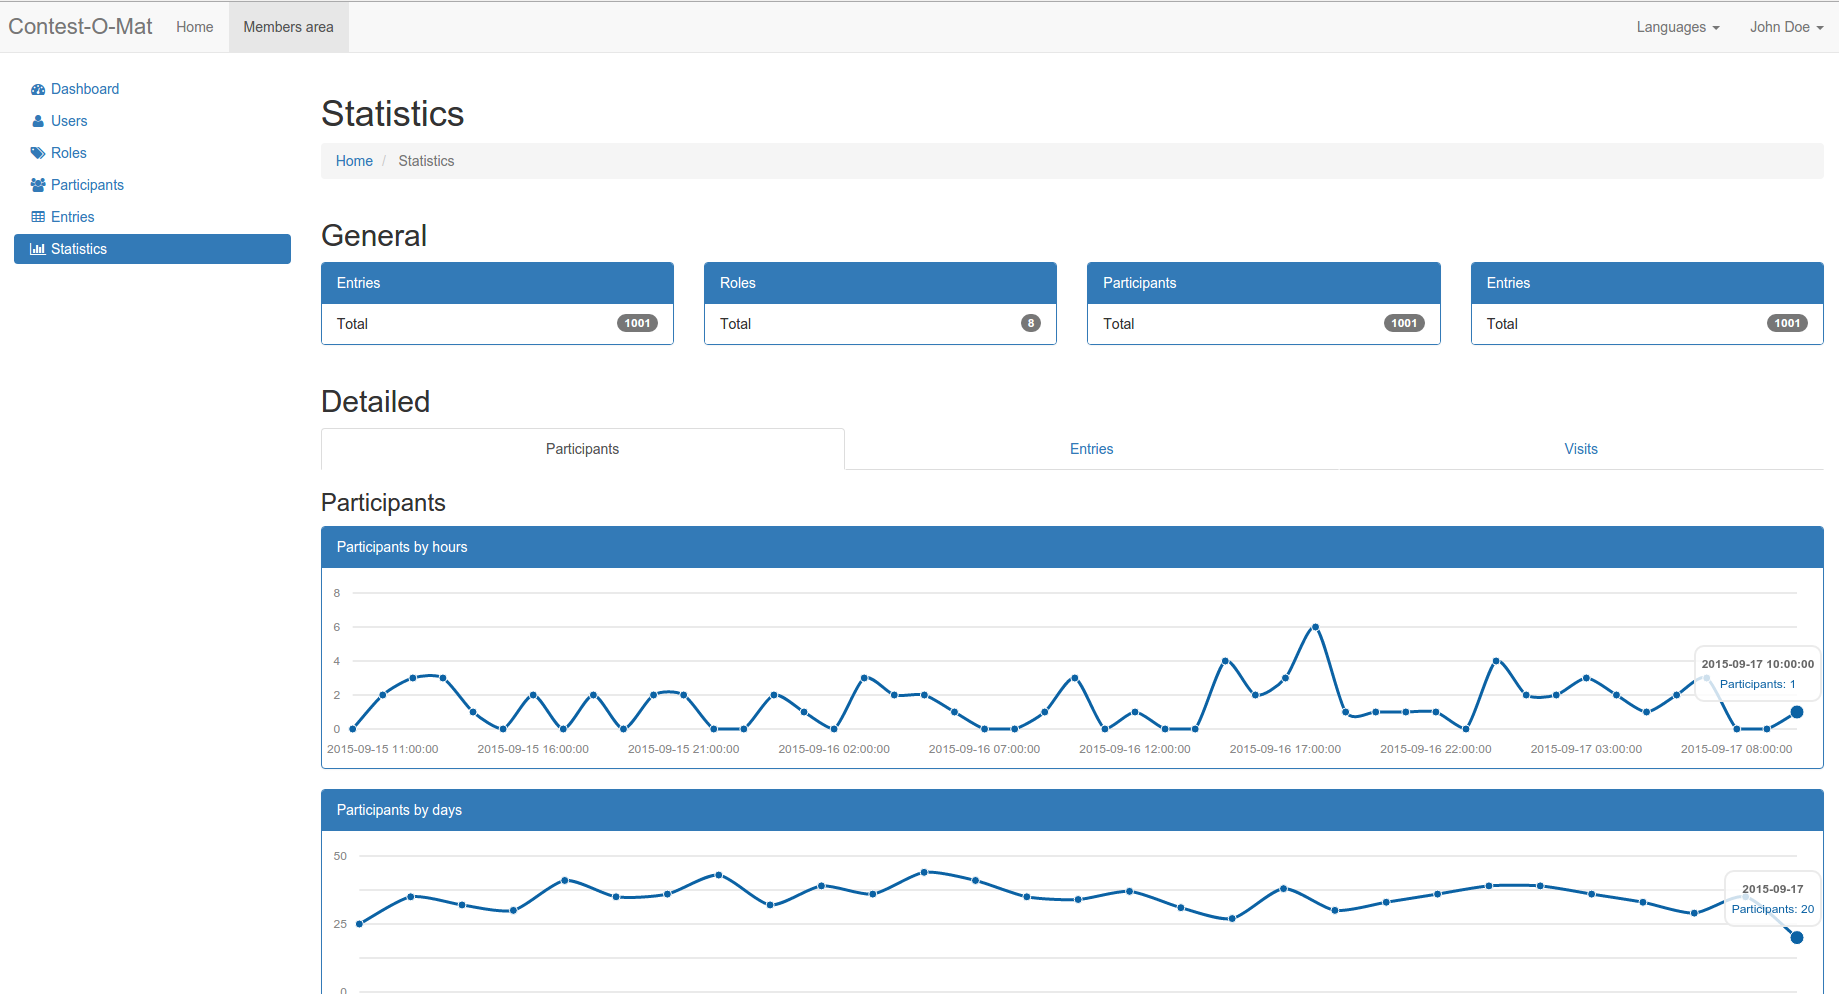 Contest-O-Mat Home Members area Languages John Doe
Dashboard
Users
Roles
Participants
Entries
Statistics
Statistics
Home / Statistics
General
Entries Roles Participants Entries
Total 1001 Total 8 Total 1001 Total 1001
Detailed
Participants Entries Visits
Participants
Participants by hours
8
6
4
2
0
2015-09-17 10:00:00
Participants: 1
2015-09-15 11:00:00 2015-09-15 16:00:00 2015-09-15 21:00:00 2015-09-16 02:00:00 2015-09-16 07:00:00 2015-09-16 12:00:00 2015-09-16 17:00:00 2015-09-16 22:00:00 2015-09-17 03:00:00 2015-09-17 08:00:00
Participants by days
50
25
0
2015-09-17
Participants: 20